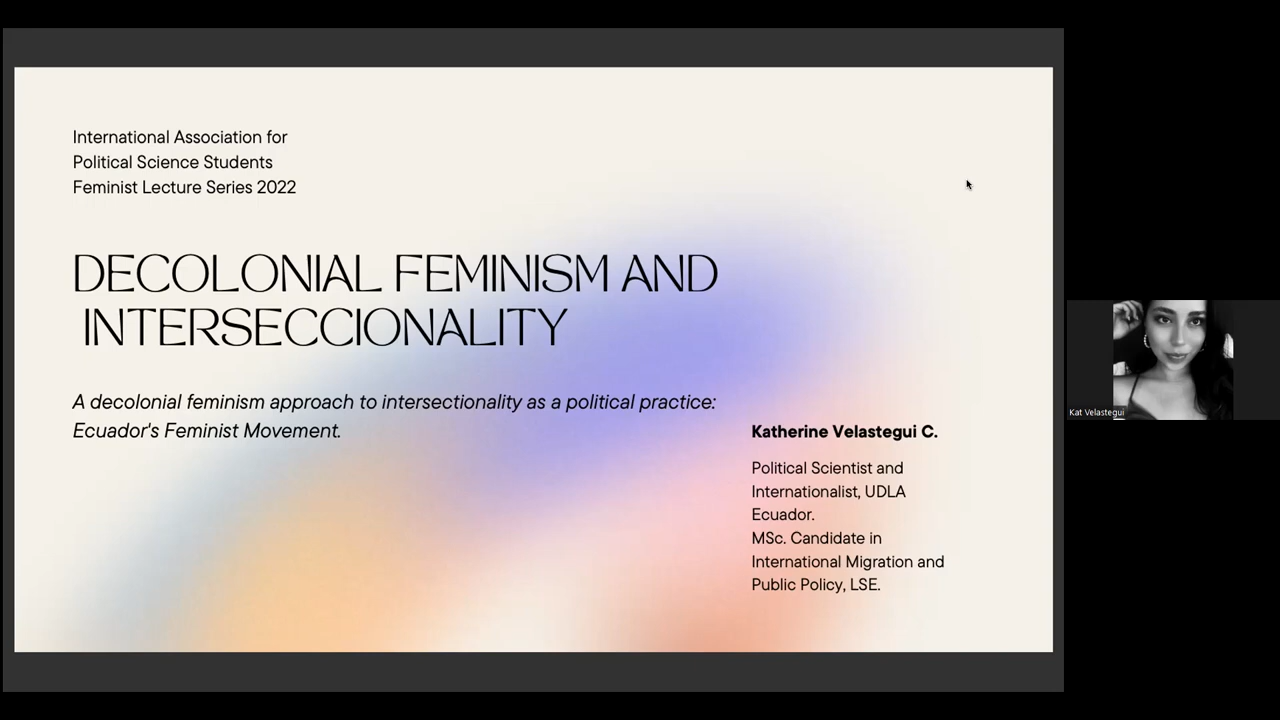 International Association for
Political Science Students
Feminist Lecture Series 2022
DECOLONIAL FEMINISM AND
INTERSECCIONALITY
A decolonial feminism approach to intersectionality as a political practice:
Ecuador's Feminist Movement.
Katherine Velastegui C.
Political Scientist and
Internationalist, UDLA
Ecuador.
MSc. Candidate in
International Migration and
Public Policy, LSE.
Kat Velastegui